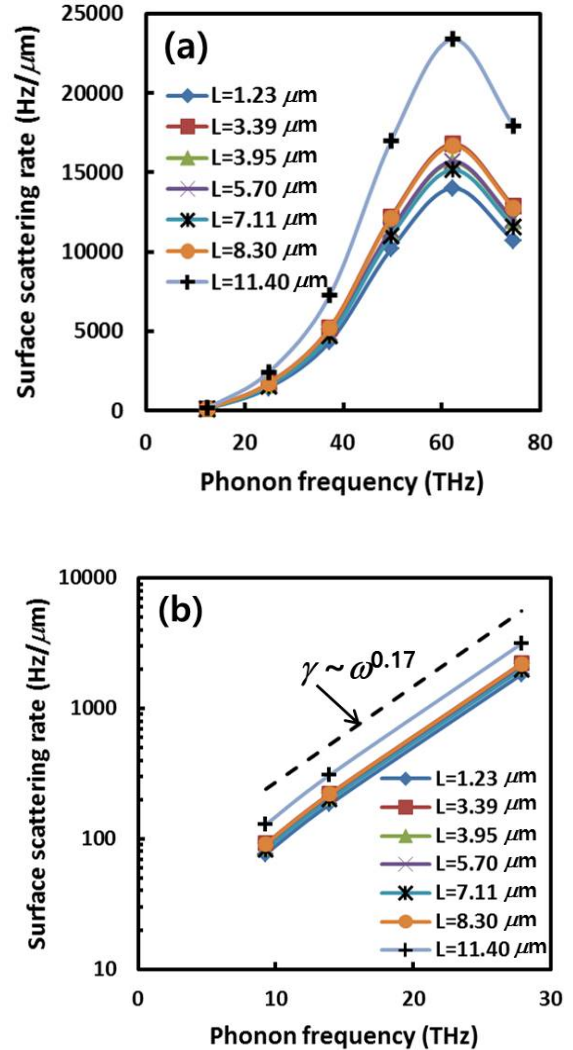 (a)
Surface scattering rate (Hz/μm)
25000
20000
15000
10000
5000
0
L=1.23 μm
L=3.39 μm
L=3.95 μm
L=5.70 μm
L=7.11 μm
L=8.30 μm
L=11.40 μm
0 20 40 60 80
Phonon frequency (THz)
(b)
Surface scattering rate (Hz/μm)
10000
1000
100
10
γ ~ ω^0.17
L=1.23 μm
L=3.39 μm
L=3.95 μm
L=5.70 μm
L=7.11 μm
L=8.30 μm
L=11.40 μm
0 10 20 30
Phonon frequency (THz)